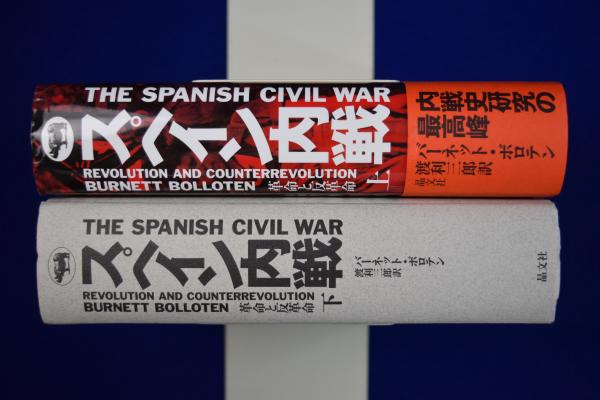 THE SPANISH CIVIL WAR
スペイン内戦
REVOLUTION AND COUNTERREVOLUTION
BURNETT BOLLOTEN
革命と反革命
上
内戦史研究の
最高峰
バーネット・ボロテン
渡利三郎訳
晶文社
THE SPANISH CIVIL WAR
スペイン内戦
REVOLUTION AND COUNTERREVOLUTION
BURNETT BOLLOTEN
革命と反革命
下
バーネット・ボロテン
渡利三郎訳
晶文社